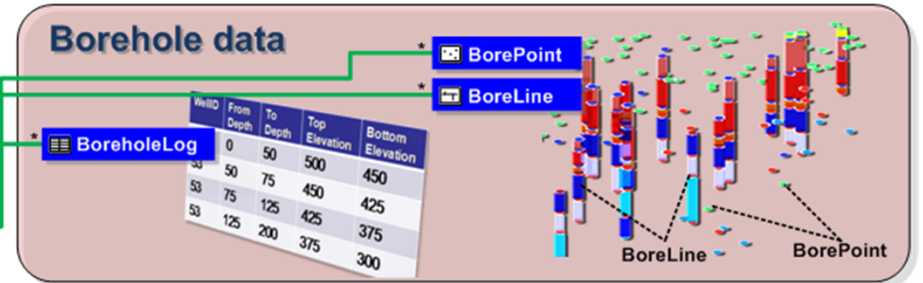 Borehole data
* BorePoint
* BoreLine
* BoreholeLog
WellID From Depth To Depth Top Elevation Bottom Elevation
0 50 500 450
53 50 75 450 425
53 75 125 425 375
53 125 200 375 300
BoreLine
BorePoint